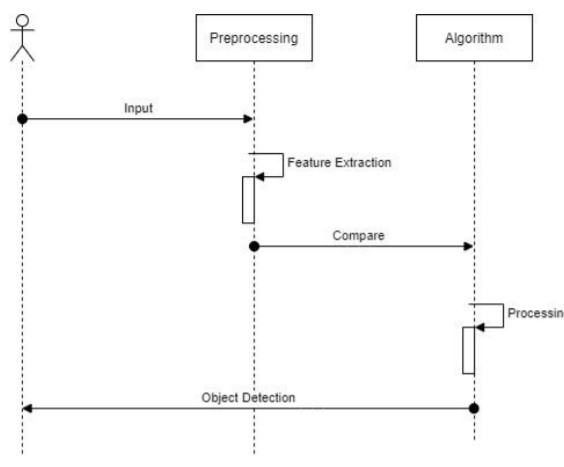 Preprocessing
Algorithm
Input
Feature Extraction
Compare
Processin
Object Detection